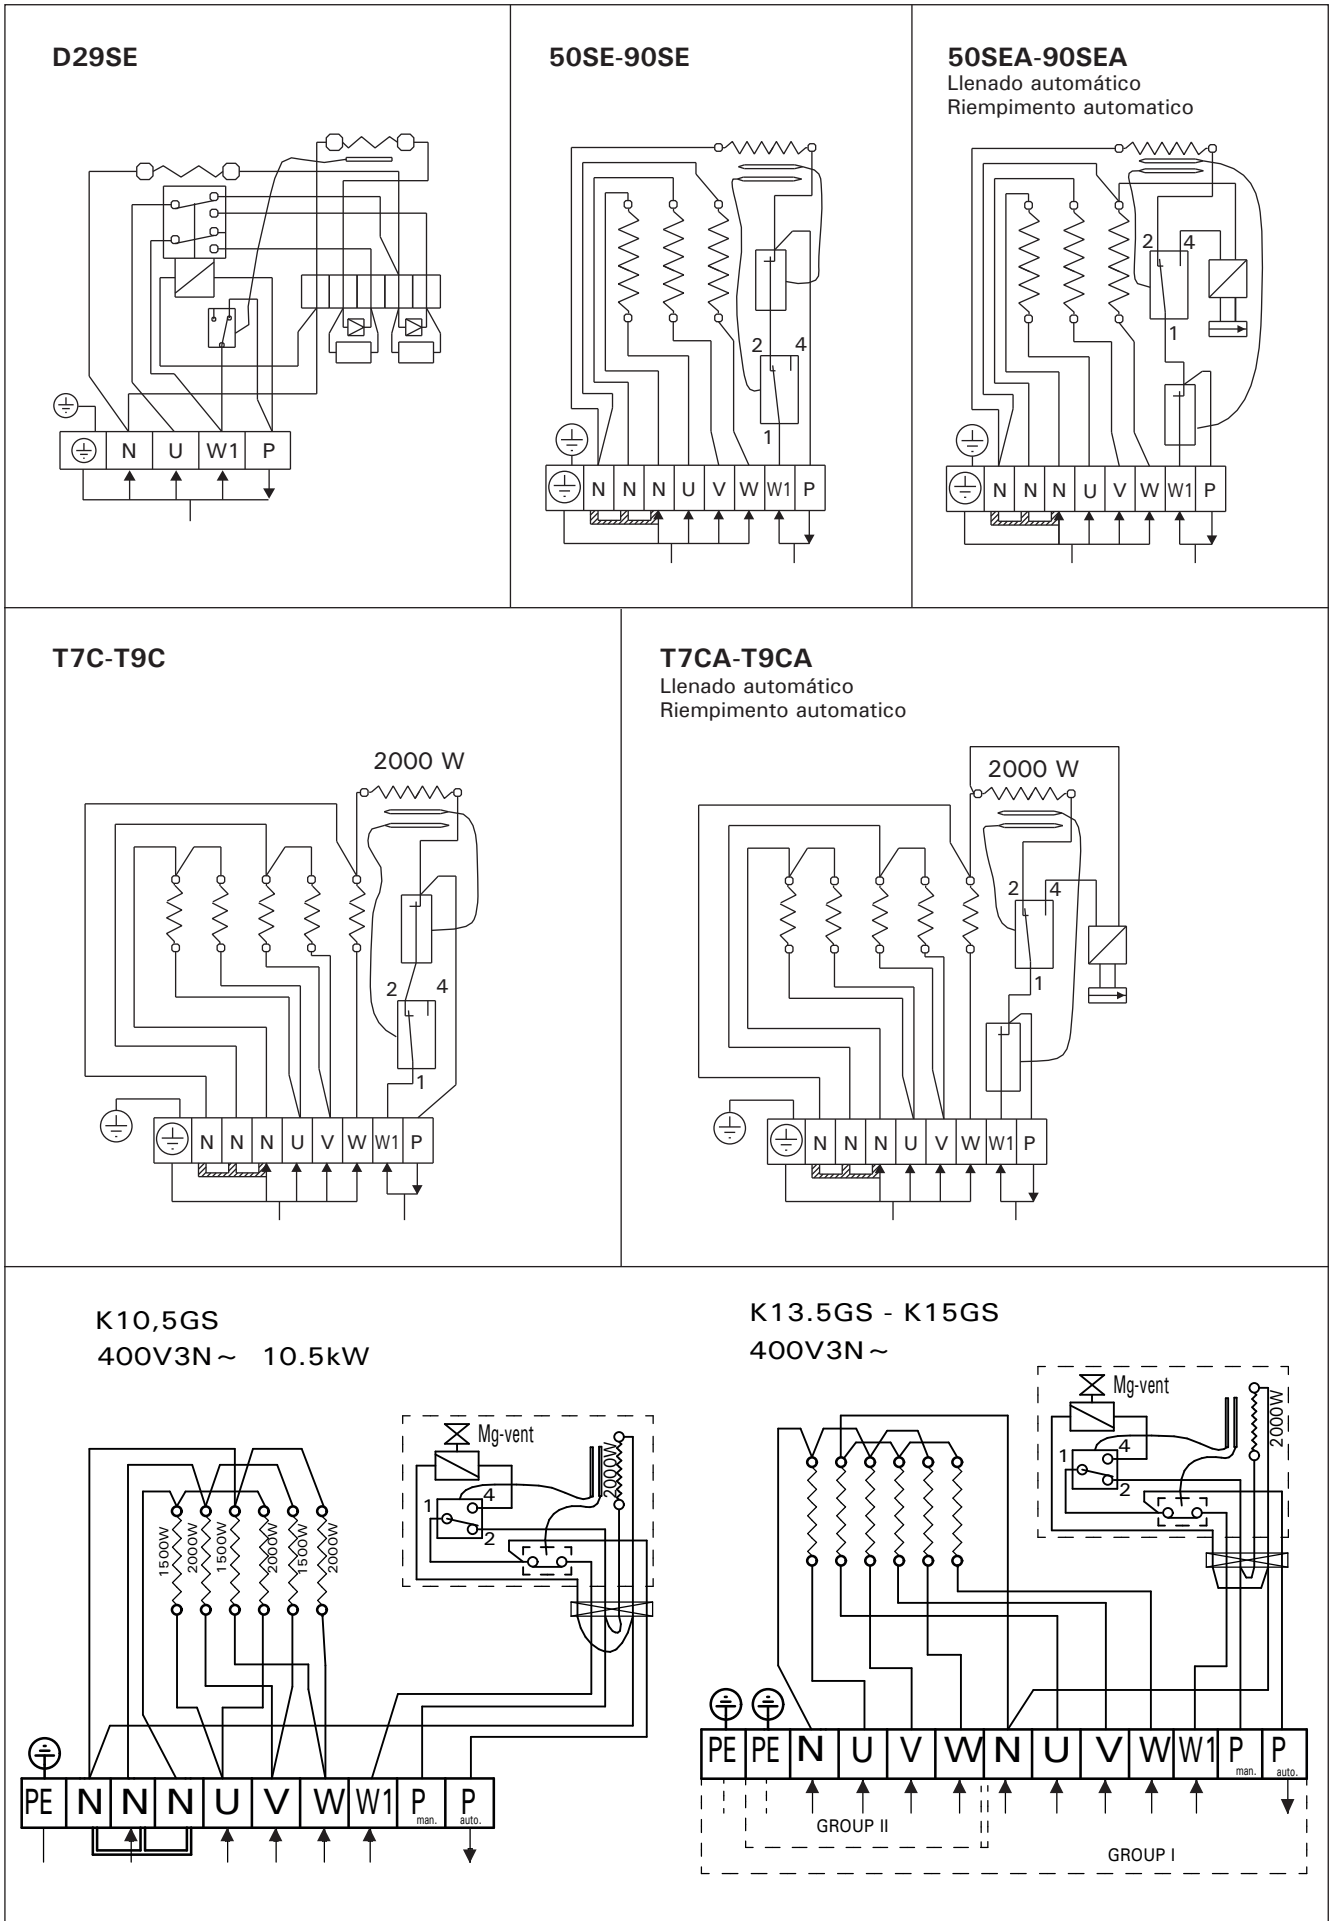 D29SE
N U W1 P
50SE-90SE
2 4
1
N N N U V W W1 P
50SEA-90SEA
Llenado automático
Riempimento automatico
2 4
1
N N N U V W W1 P
T7C-T9C
2000 W
2 4
1
N N N U V W W1 P
T7CA-T9CA
Llenado automático
Riempimento automatico
2000 W
2 4
1
N N N U V W W1 P
K10,5GS
400V3N~ 10.5kW
Mg-vent
2000W
1 4
2
1500W 2000W 1500W 2000W 1500W 2000W
PE N N N U V W W1 P man. P auto.
K13.5GS - K15GS
400V3N~
Mg-vent
2000W
1 4
2
PE PE N U V W N U V W W1 P man. P auto.
GROUP II
GROUP I